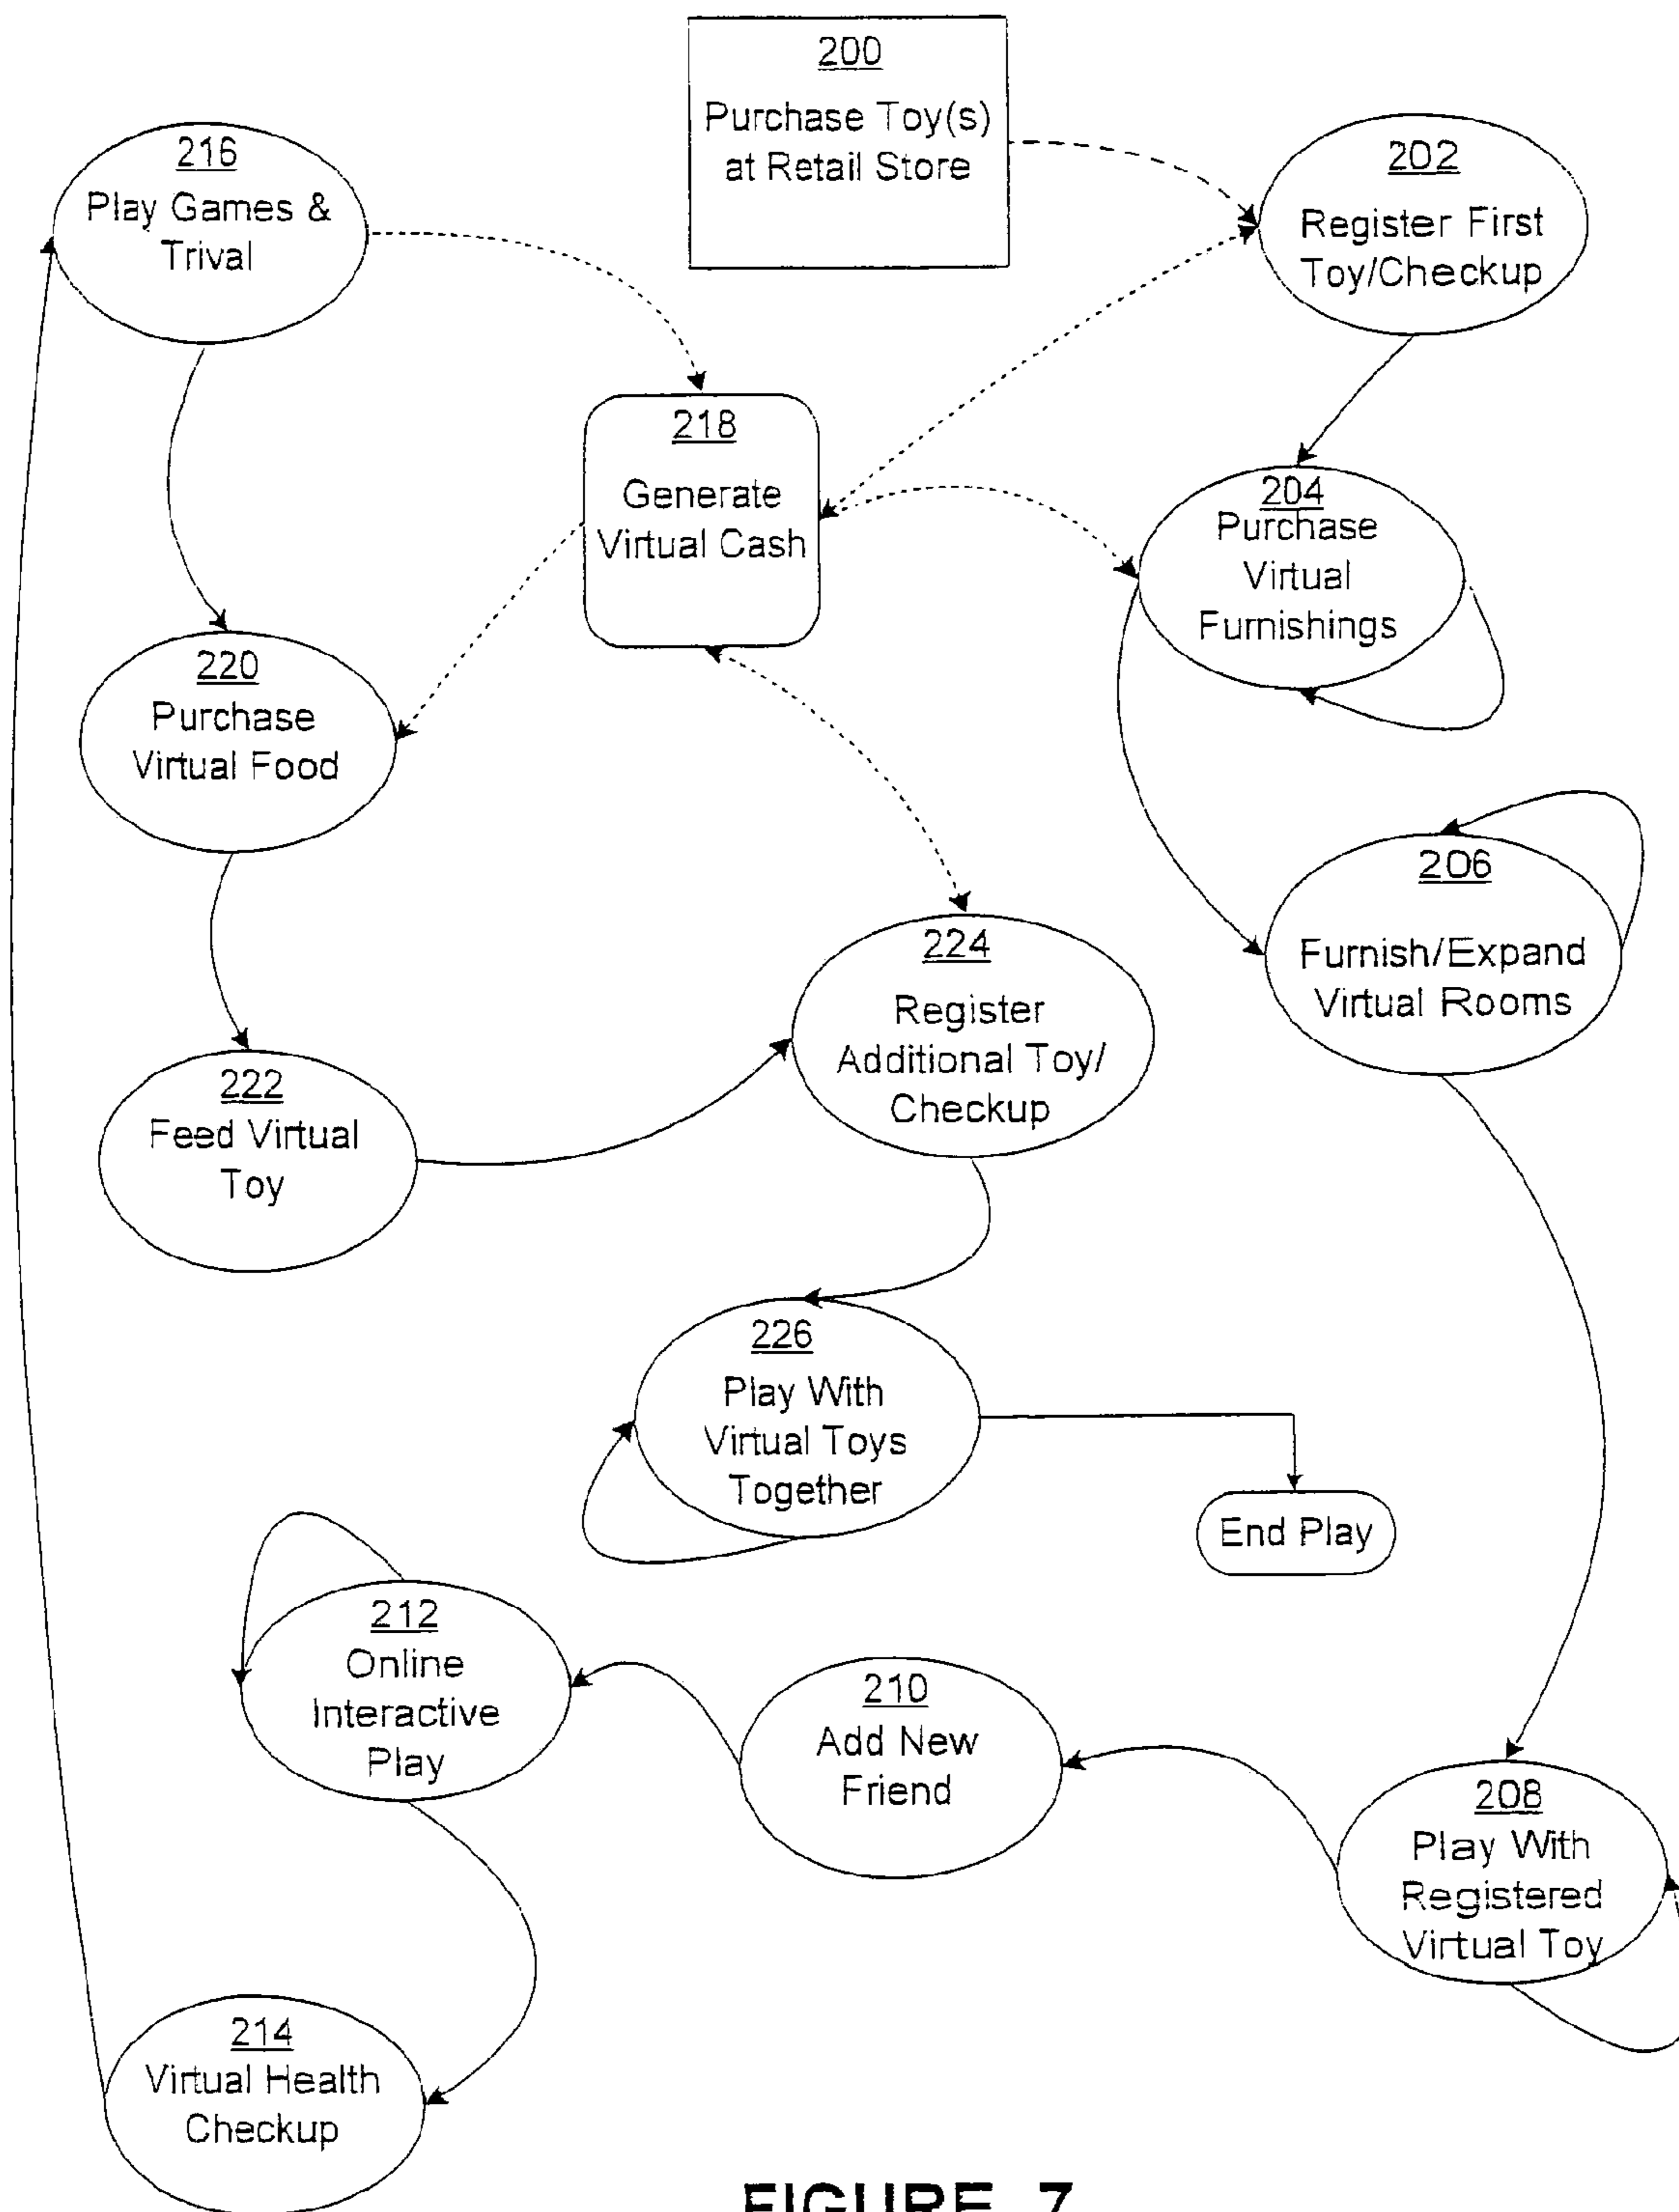 200
Purchase Toy(s)
at Retail Store
216
Play Games &
Trival
202
Register First
Toy/Checkup
218
Generate
Virtual Cash
204
Purchase
Virtual
Furnishings
220
Purchase
Virtual Food
206
Furnish/Expand
Virtual Rooms
224
Register
Additional Toy/
Checkup
222
Feed Virtual
Toy
226
Play With
Virtual Toys
Together
End Play
212
Online
Interactive
Play
210
Add New
Friend
208
Play With
Registered
Virtual Toy
214
Virtual Health
Checkup
FIGURE 7